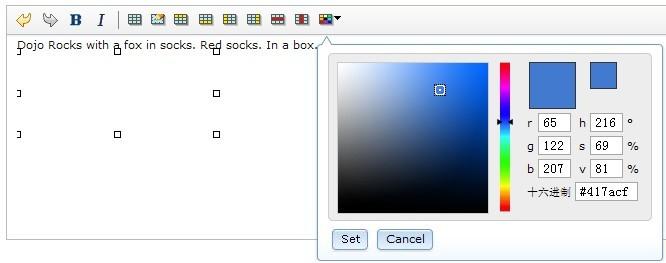 B I
Dojo Rocks with a fox in socks. Red socks. In a box.
r 65 h 216 °
g 122 s 69 %
b 207 v 81 %
十六进制 #417acf
Set Cancel